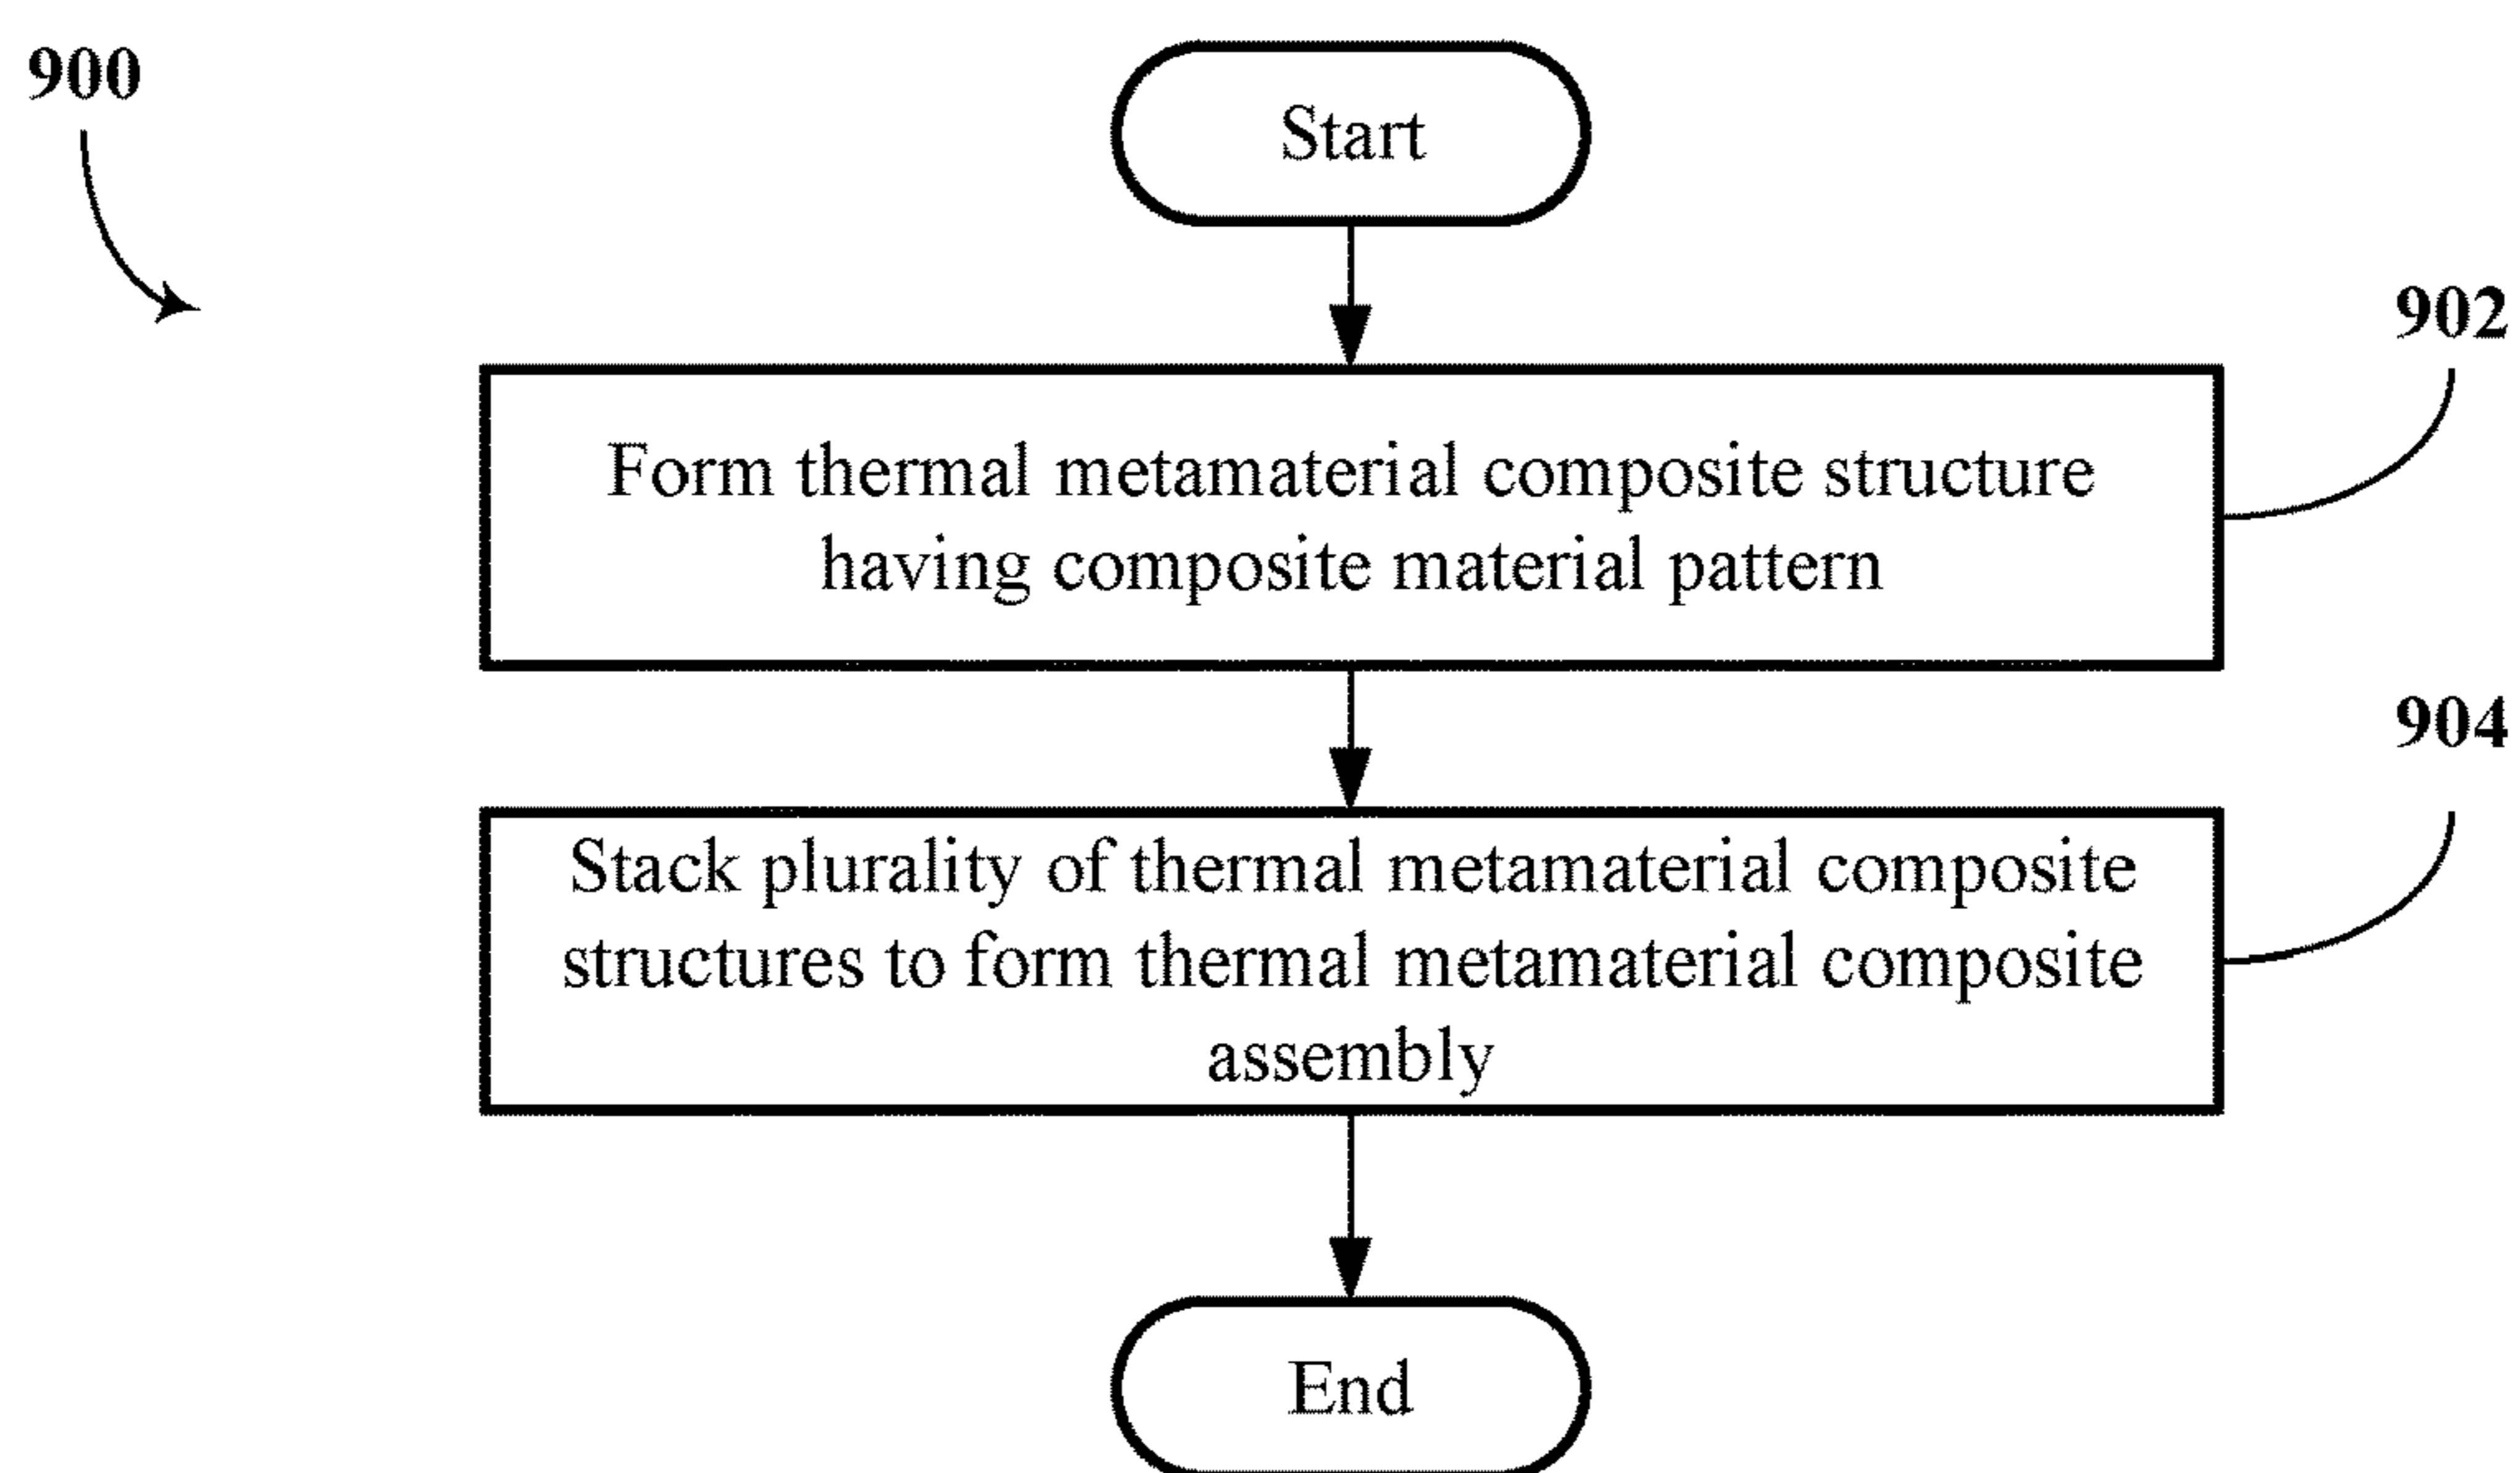 900
Start
902
Form thermal metamaterial composite structure
having composite material pattern
904
Stack plurality of thermal metamaterial composite
structures to form thermal metamaterial composite
assembly
End